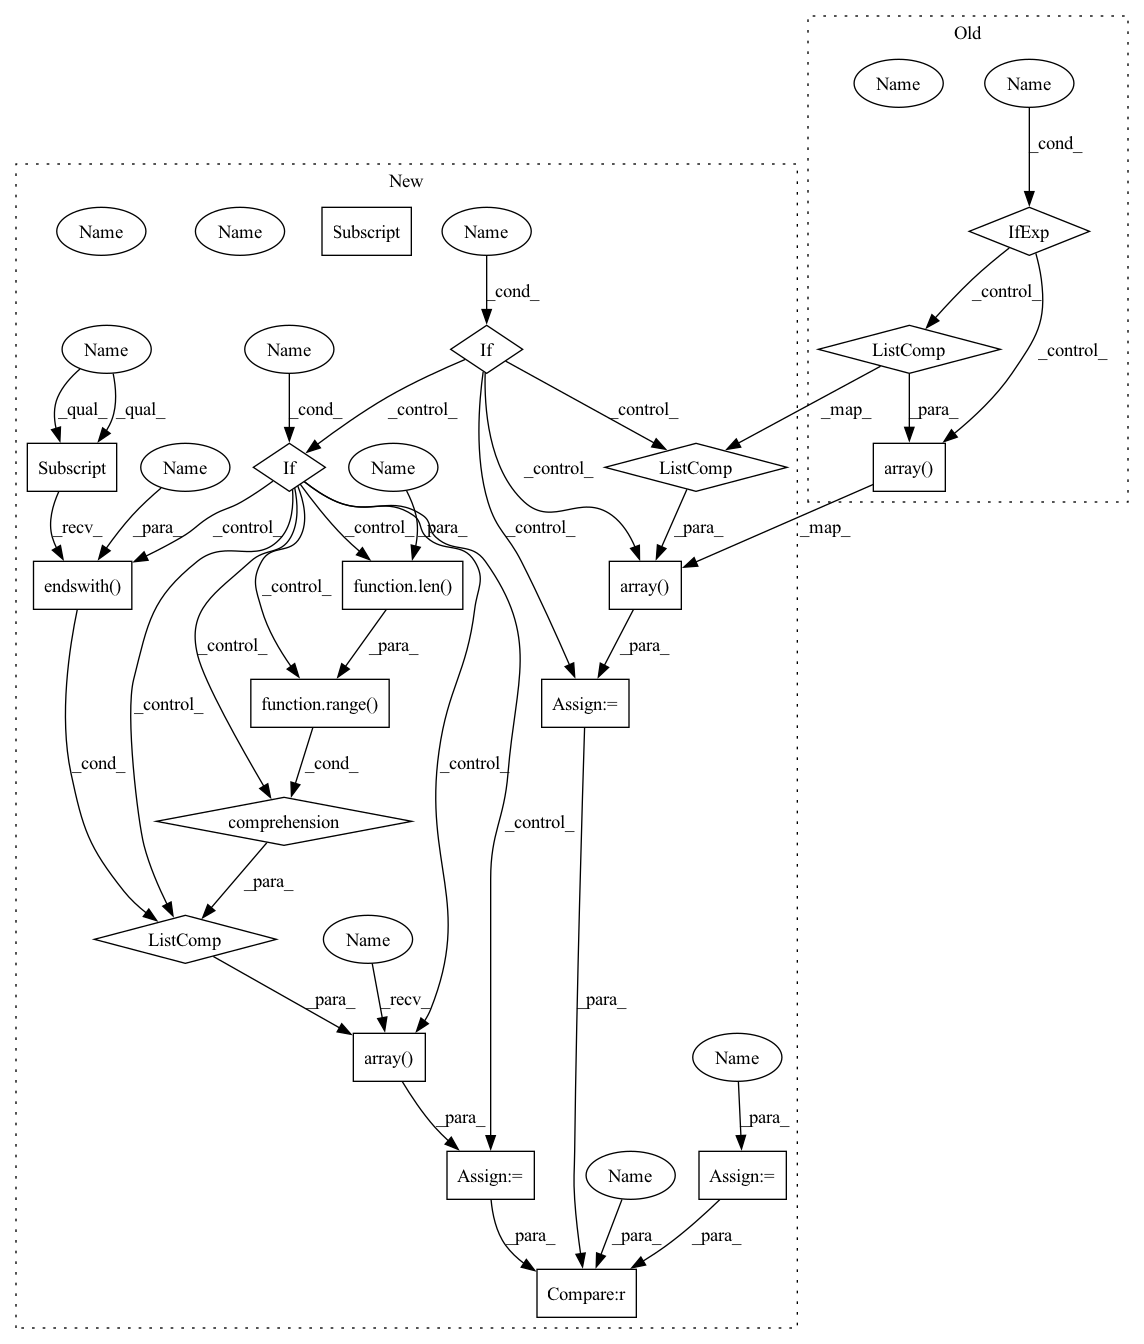 Old
Name
Name
_cond_
New
Name
Name
Subscript
Name
IfExp
_cond_
_control_
Name
Name
If
ListComp
_control_
_qual_
_qual_
_cond_
_control_
_control_
_map_
_para_
Subscript
Name
If
Name
ListComp
array()
_control_
_recv_
_para_
_control_
_control_
_para_
_control_
_para_
_map_
endswith()
function.len()
array()
_control_
_control_
_para_
_para_
function.range()
Assign:=
_control_
_cond_
_cond_
_control_
comprehension
_control_
_para_
Name
ListComp
_para_
_recv_
_para_
array()
Name
_para_
_para_
Assign:=
Name
Assign:=
_para_
_para_
_para_
Compare:r